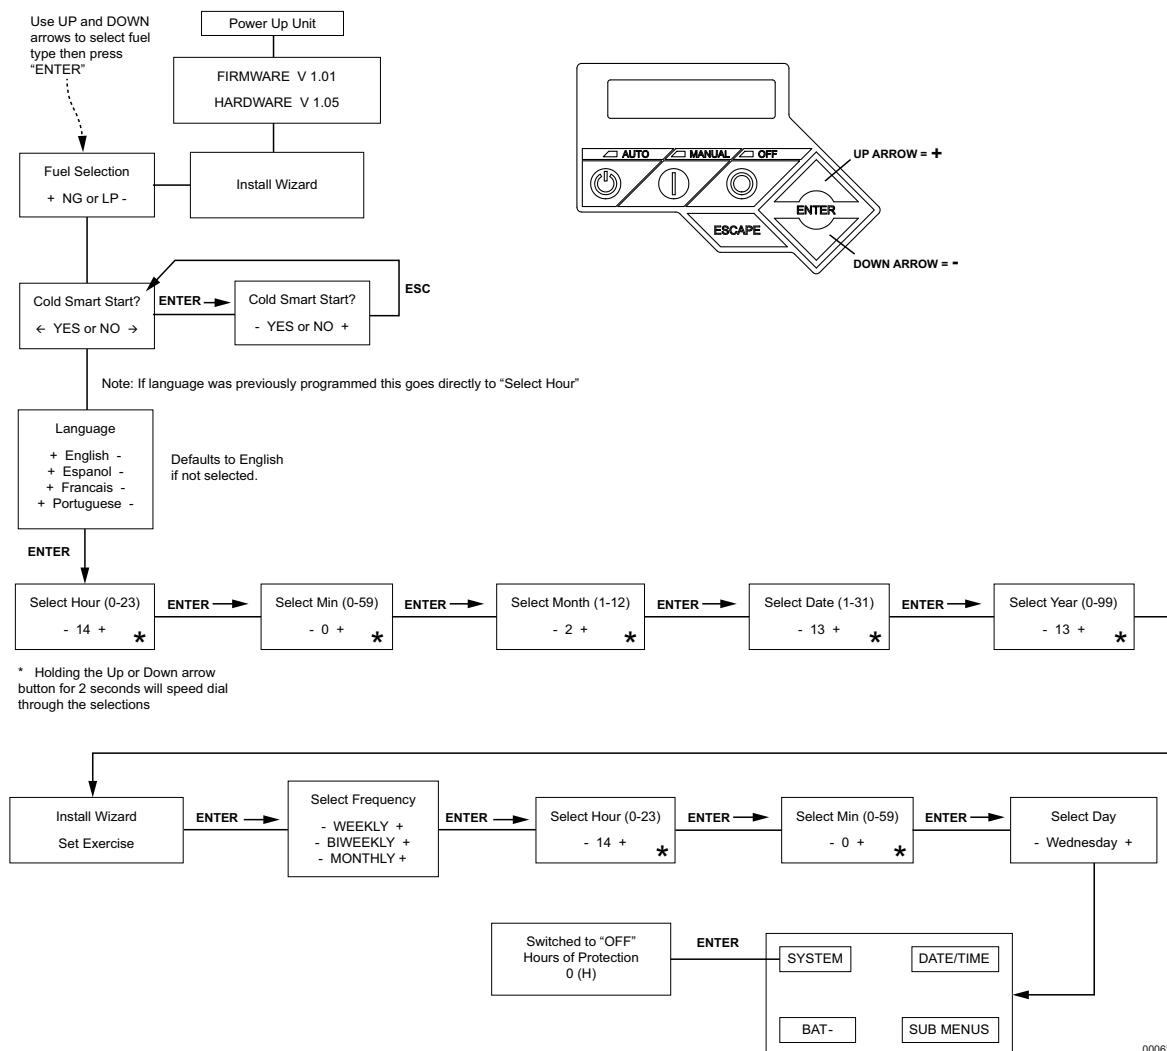 Use UP and DOWN
arrows to select fuel
type then press
“ENTER”
Power Up Unit
FIRMWARE V 1.01
HARDWARE V 1.05
Fuel Selection
+ NG or LP -
Install Wizard
AUTO
MANUAL
OFF
UP ARROW = +
ENTER
ESCAPE
DOWN ARROW = -
Cold Smart Start?
← YES or NO →
ENTER
Cold Smart Start?
- YES or NO +
ESC
Note: If language was previously programmed this goes directly to “Select Hour”
Language
+ English -
+ Espanol -
+ Francais -
+ Portuguese -
Defaults to English
if not selected.
ENTER
Select Hour (0-23)
- 14 +
*
ENTER
Select Min (0-59)
- 0 +
*
ENTER
Select Month (1-12)
- 2 +
*
ENTER
Select Date (1-31)
- 13 +
*
ENTER
Select Year (0-99)
- 13 +
*
* Holding the Up or Down arrow
button for 2 seconds will speed dial
through the selections
Install Wizard
Set Exercise
ENTER
Select Frequency
- WEEKLY +
- BIWEEKLY +
- MONTHLY +
ENTER
Select Hour (0-23)
- 14 +
*
ENTER
Select Min (0-59)
- 0 +
*
ENTER
Select Day
- Wednesday +
Switched to “OFF”
Hours of Protection
0 (H)
ENTER
SYSTEM
DATE/TIME
BAT-
SUB MENUS